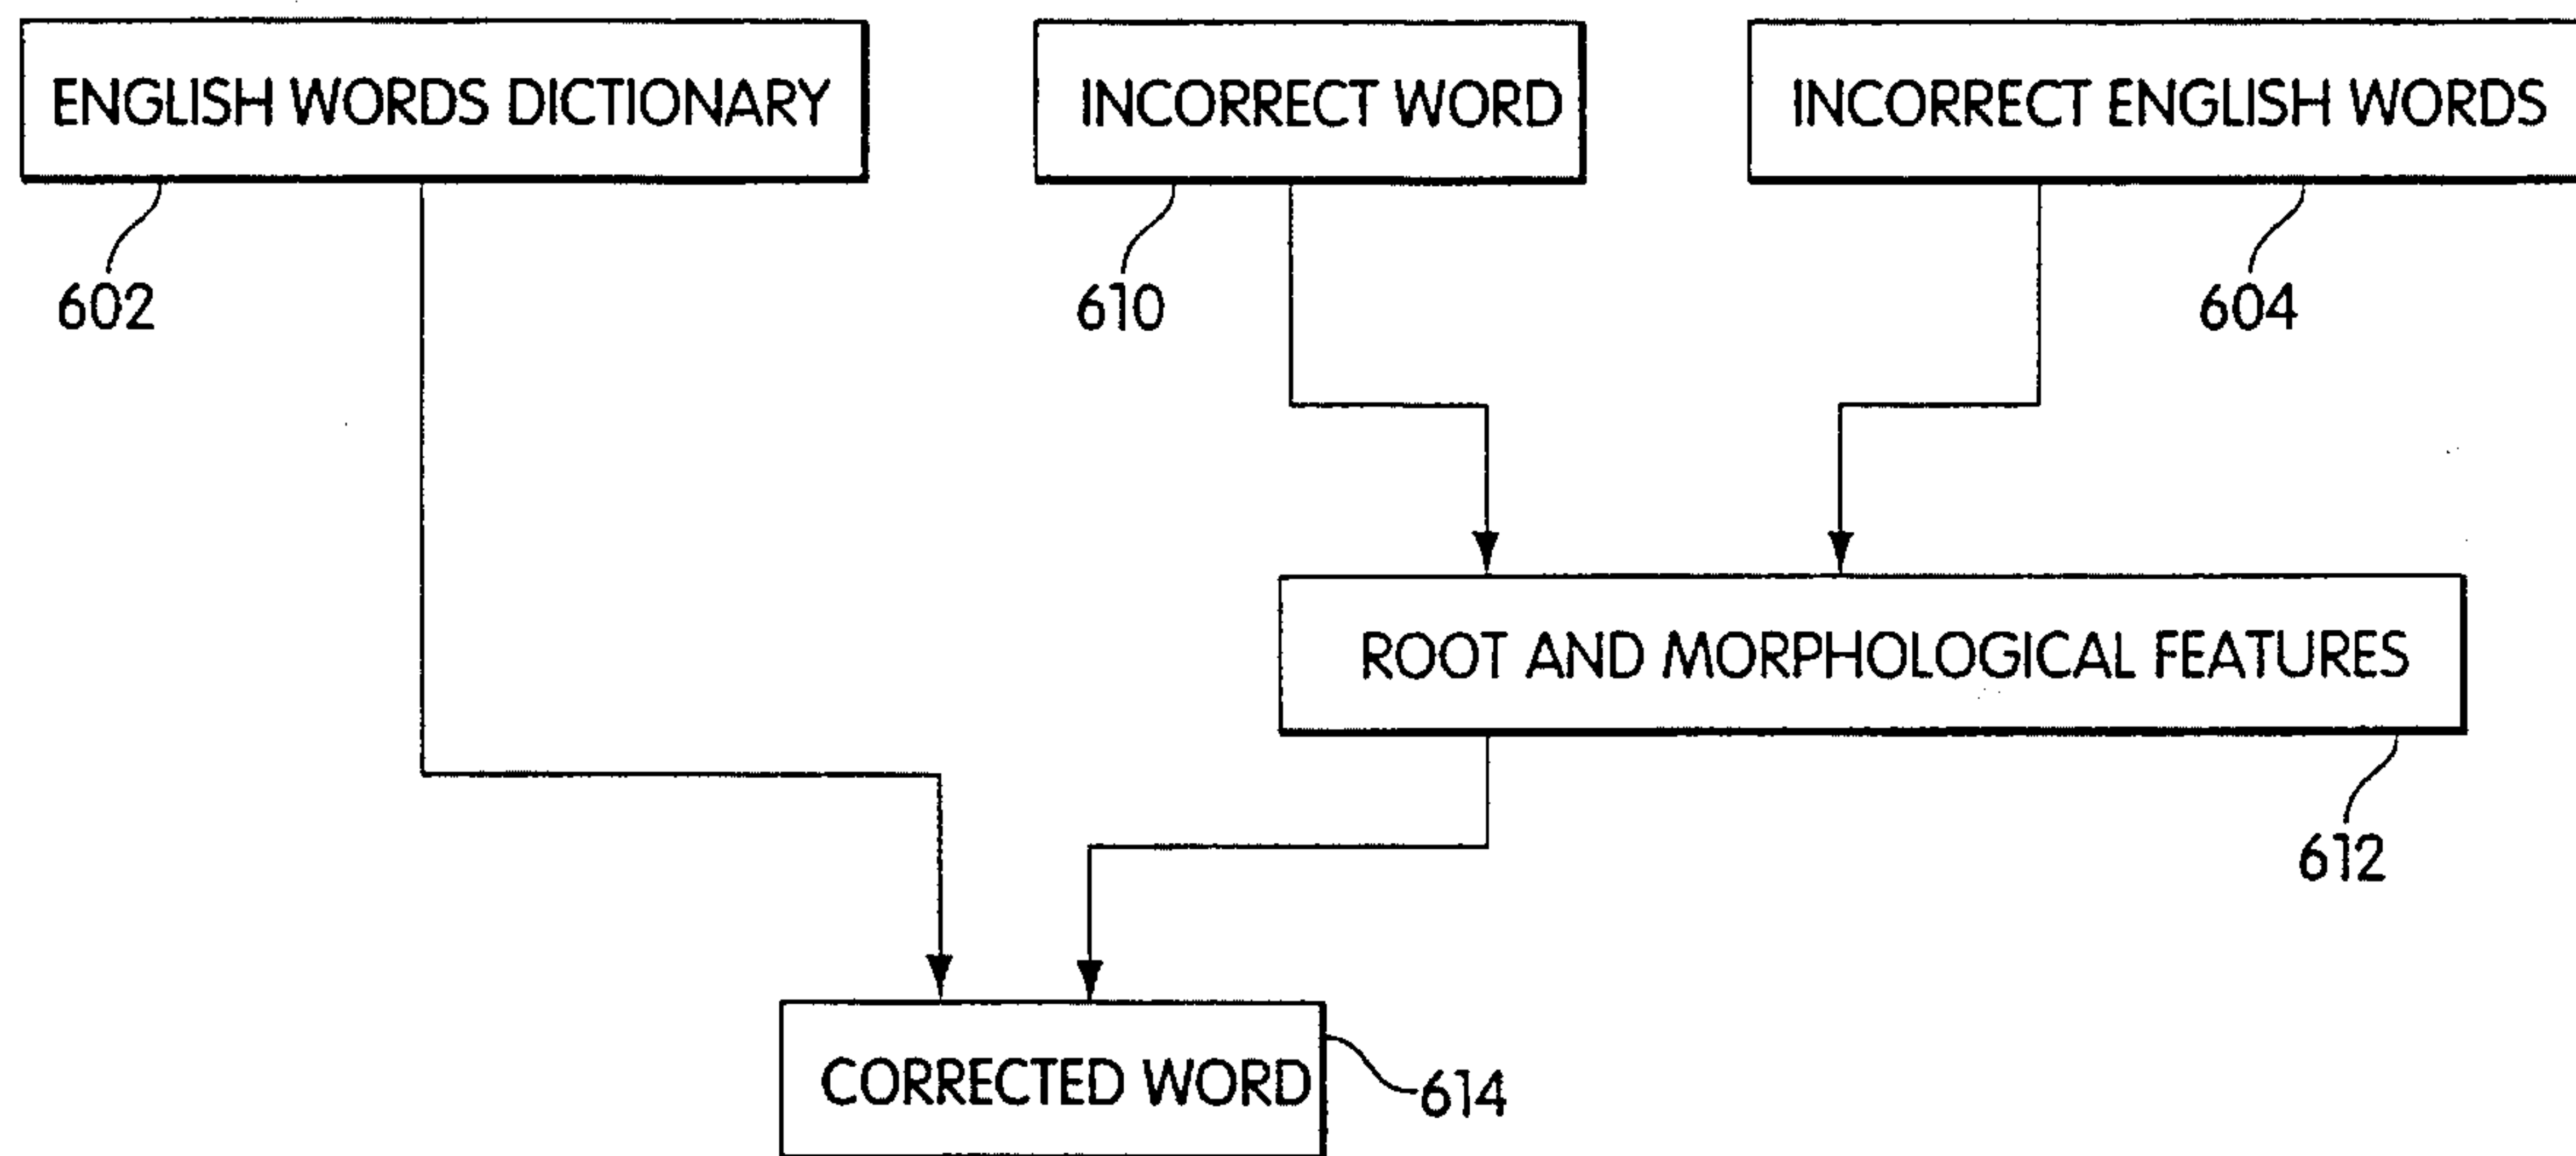 ENGLISH WORDS DICTIONARY
INCORRECT WORD
INCORRECT ENGLISH WORDS
602
610
604
ROOT AND MORPHOLOGICAL FEATURES
612
CORRECTED WORD
614